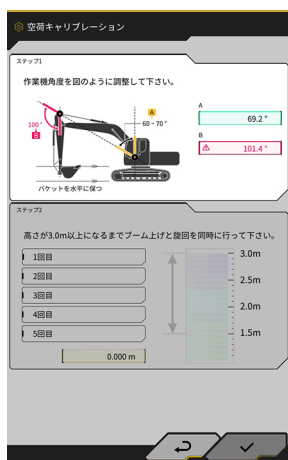 空荷キャリブレーション
ステップ1
作業機角度を図のように調整して下さい。
A
60~70°
100°
B
バケットを水平に保つ
A
69.2°
B
101.4°
ステップ2
高さが3.0m以上になるまでブーム上げと旋回を同時に行って下さい。
1回目
2回目
3回目
4回目
5回目
0.000 m
3.0m
2.5m
2.0m
1.5m